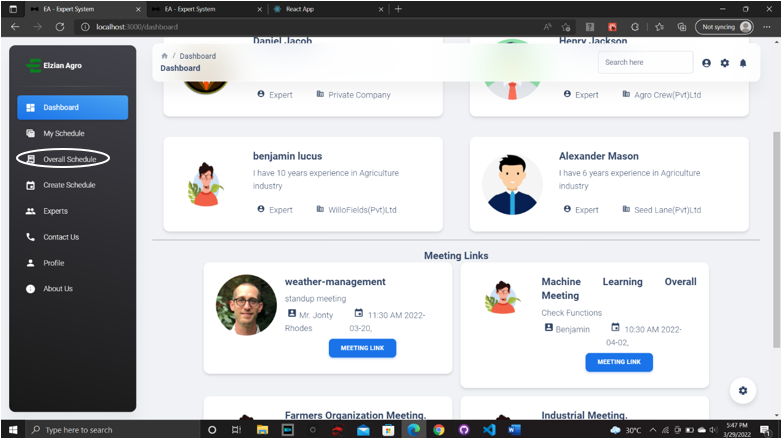 EA - Expert System
EA - Expert System
React App
localhost:3000/dashboard
Not syncing
Elzian Agro
Dashboard
My Schedule
Overall Schedule
Create Schedule
Experts
Contact Us
Profile
About Us
/ Dashboard
Dashboard
Search here
Daniel Jacob
Expert
Private Company
Henry Jackson
Expert
Agro Crew(Pvt)Ltd
benjamin lucus
I have 10 years experience in Agriculture
industry
Expert
WilloFields(Pvt)Ltd
Alexander Mason
I have 6 years experience in Agriculture
industry
Expert
Seed Lane(Pvt)Ltd
Meeting Links
weather-management
standup meeting
Mr. Jonty
Rhodes
11:30 AM 2022-
03-20,
MEETING LINK
Machine Learning Overall
Meeting
Check Functions
Benjamin
10:30 AM 2022-
04-02,
MEETING LINK
Farmers Organization Meeting.
Industrial Meeting.
Type here to search
30°C
5:47 PM
3/29/2022